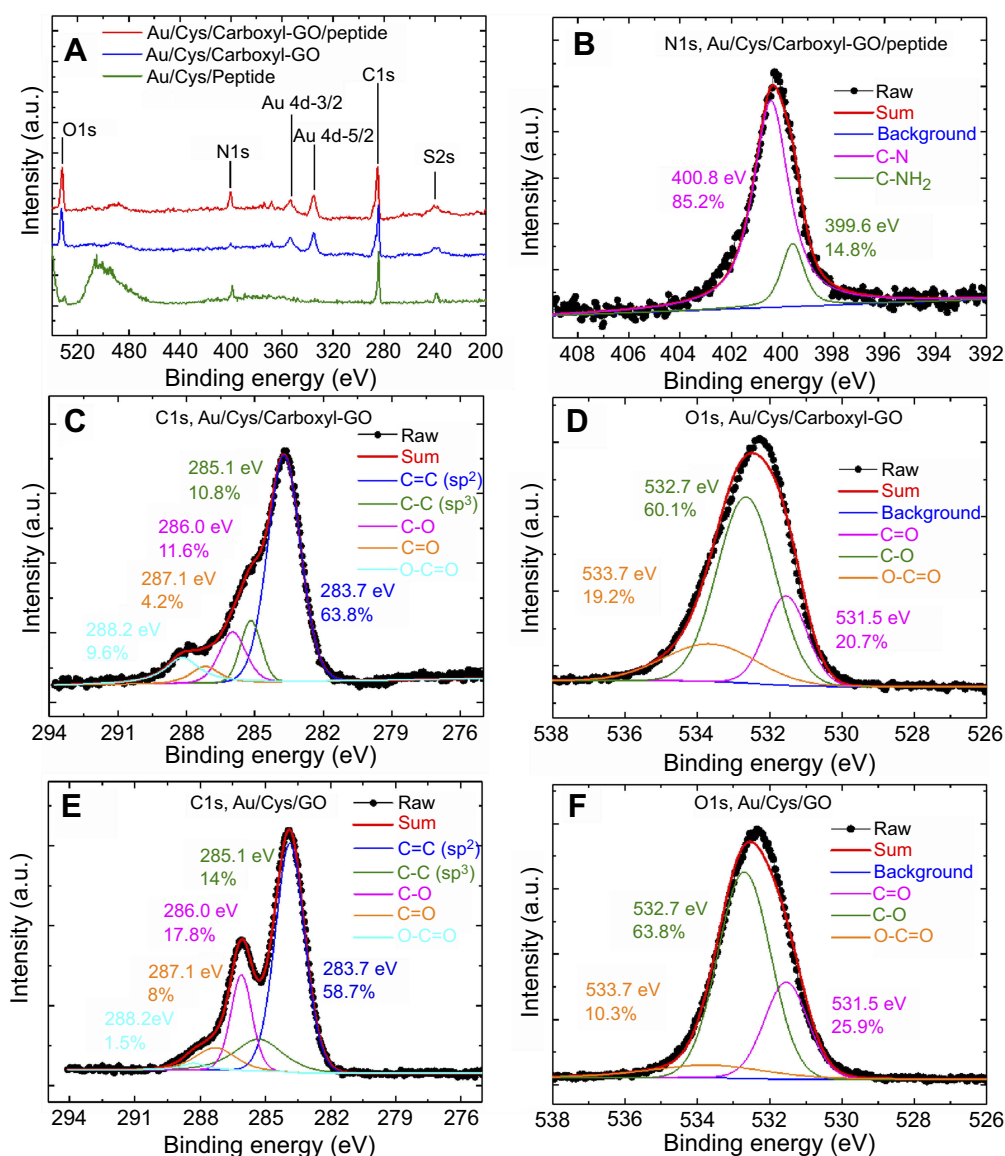 A
Au/Cys/Carboxyl-GO/peptide
Au/Cys/Carboxyl-GO
Au/Cys/Peptide
O1s
N1s
Au 4d-3/2
Au 4d-5/2
C1s
S2s
Intensity (a.u.)
520 480 440 400 360 320 280 240 200
Binding energy (eV)
B
N1s, Au/Cys/Carboxyl-GO/peptide
Raw
Sum
Background
C-N
C-NH₂
400.8 eV
85.2%
399.6 eV
14.8%
Intensity (a.u.)
408 406 404 402 400 398 396 394 392
Binding energy (eV)
C
C1s, Au/Cys/Carboxyl-GO
Raw
Sum
C=C (sp²)
C-C (sp³)
C-O
C=O
O-C=O
285.1 eV
10.8%
286.0 eV
11.6%
287.1 eV
4.2%
288.2 eV
9.6%
283.7 eV
63.8%
Intensity (a.u.)
294 291 288 285 282 279 276
Binding energy (eV)
D
O1s, Au/Cys/Carboxyl-GO
Raw
Sum
Background
C=O
C-O
O-C=O
532.7 eV
60.1%
533.7 eV
19.2%
531.5 eV
20.7%
Intensity (a.u.)
538 536 534 532 530 528 526
Binding energy (eV)
E
C1s, Au/Cys/GO
Raw
Sum
C=C (sp²)
C-C (sp³)
C-O
C=O
O-C=O
285.1 eV
14%
286.0 eV
17.8%
287.1 eV
8%
288.2eV
1.5%
283.7 eV
58.7%
Intensity (a.u.)
294 291 288 285 282 279 276
Binding energy (eV)
F
O1s, Au/Cys/GO
Raw
Sum
Background
C=O
C-O
O-C=O
532.7 eV
63.8%
533.7 eV
10.3%
531.5 eV
25.9%
Intensity (a.u.)
538 536 534 532 530 528 526
Binding energy (eV)